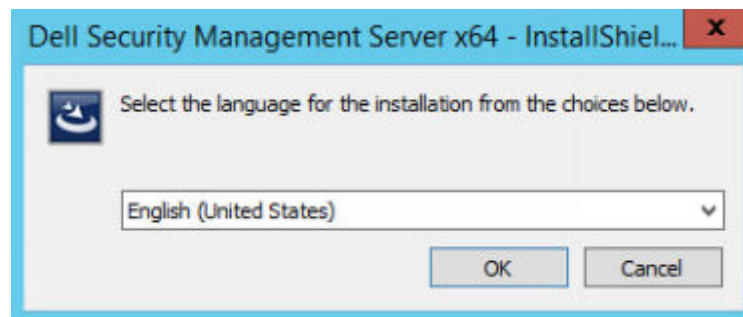 Dell Security Management Server x64 - InstallShiel...
x
Select the language for the installation from the choices below.
English (United States)
OK Cancel